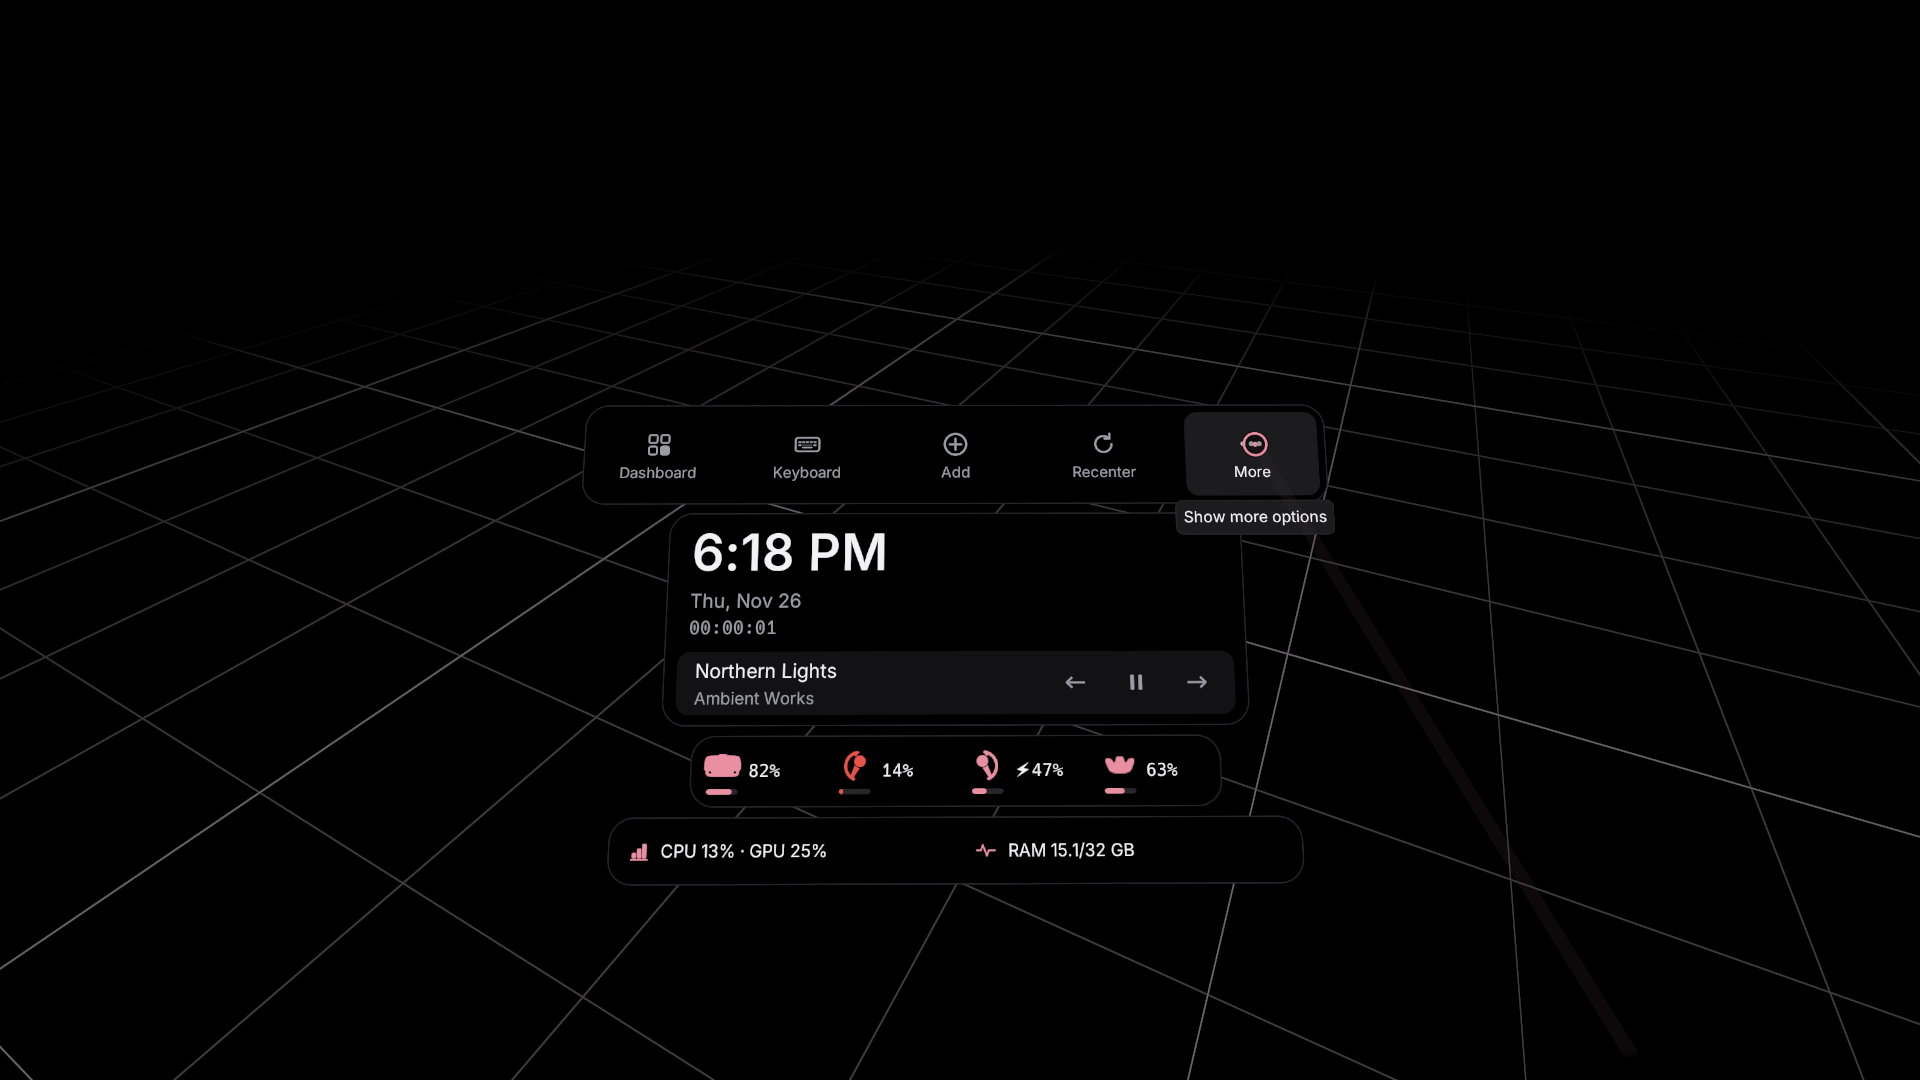 Dashboard
Keyboard
Add
Recenter
More
Show more options
6:18 PM
Thu, Nov 26
00:00:01
Northern Lights
Ambient Works
82%
14%
⚡47%
63%
CPU 13% · GPU 25%
RAM 15.1/32 GB